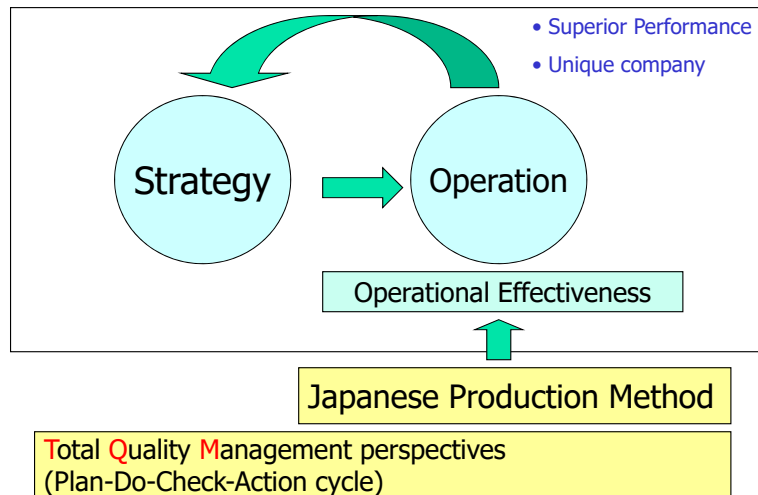 • Superior Performance
• Unique company
Strategy
Operation
Operational Effectiveness
Japanese Production Method
Total Quality Management perspectives
(Plan-Do-Check-Action cycle)